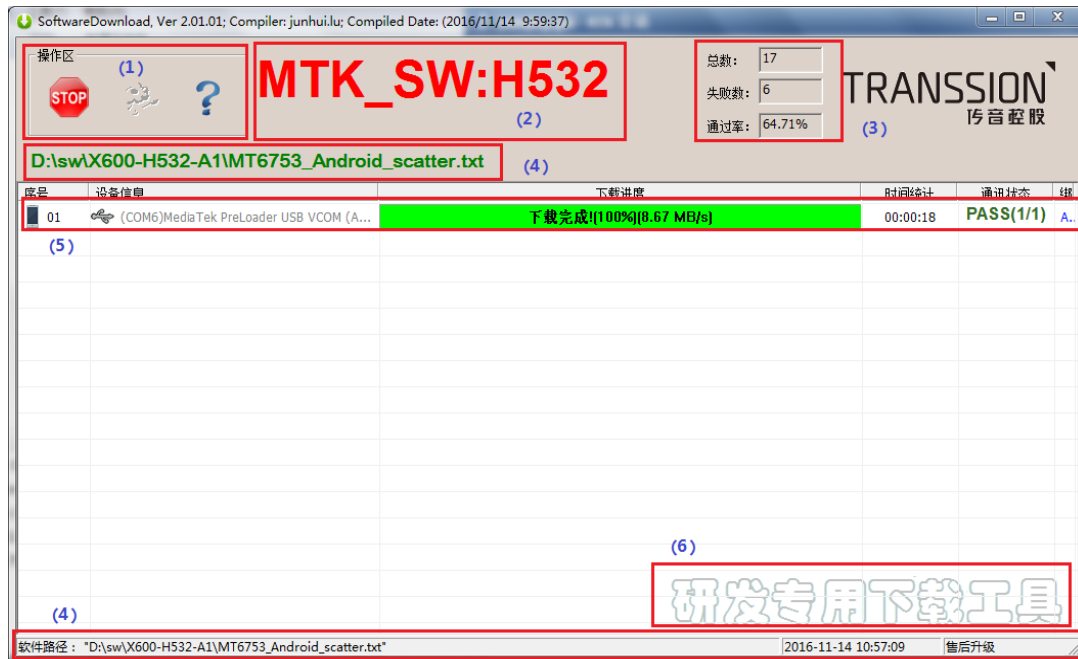 SoftwareDownload, Ver 2.01.01; Compiler: junhui.lu; Compiled Date: (2016/11/14 9:59:37)
操作区
(1)
STOP
?
MTK_SW:H532
(2)
总数: 17
失败数: 6
通过率: 64.71%
(3)
TRANSSION
传音控股
D:\sw\X600-H532-A1\MT6753_Android_scatter.txt
(4)
序号 设备信息 下载进度 时间统计 通讯状态 绑
01 (COM6)MediaTek PreLoader USB VCOM (A... 下载完成!(100%)(8.67 MB/s) 00:00:18 PASS(1/1) A..
(5)
(6)
研发专用下载工具
(4)
软件路径: "D:\sw\X600-H532-A1\MT6753_Android_scatter.txt" 2016-11-14 10:57:09 售后升级